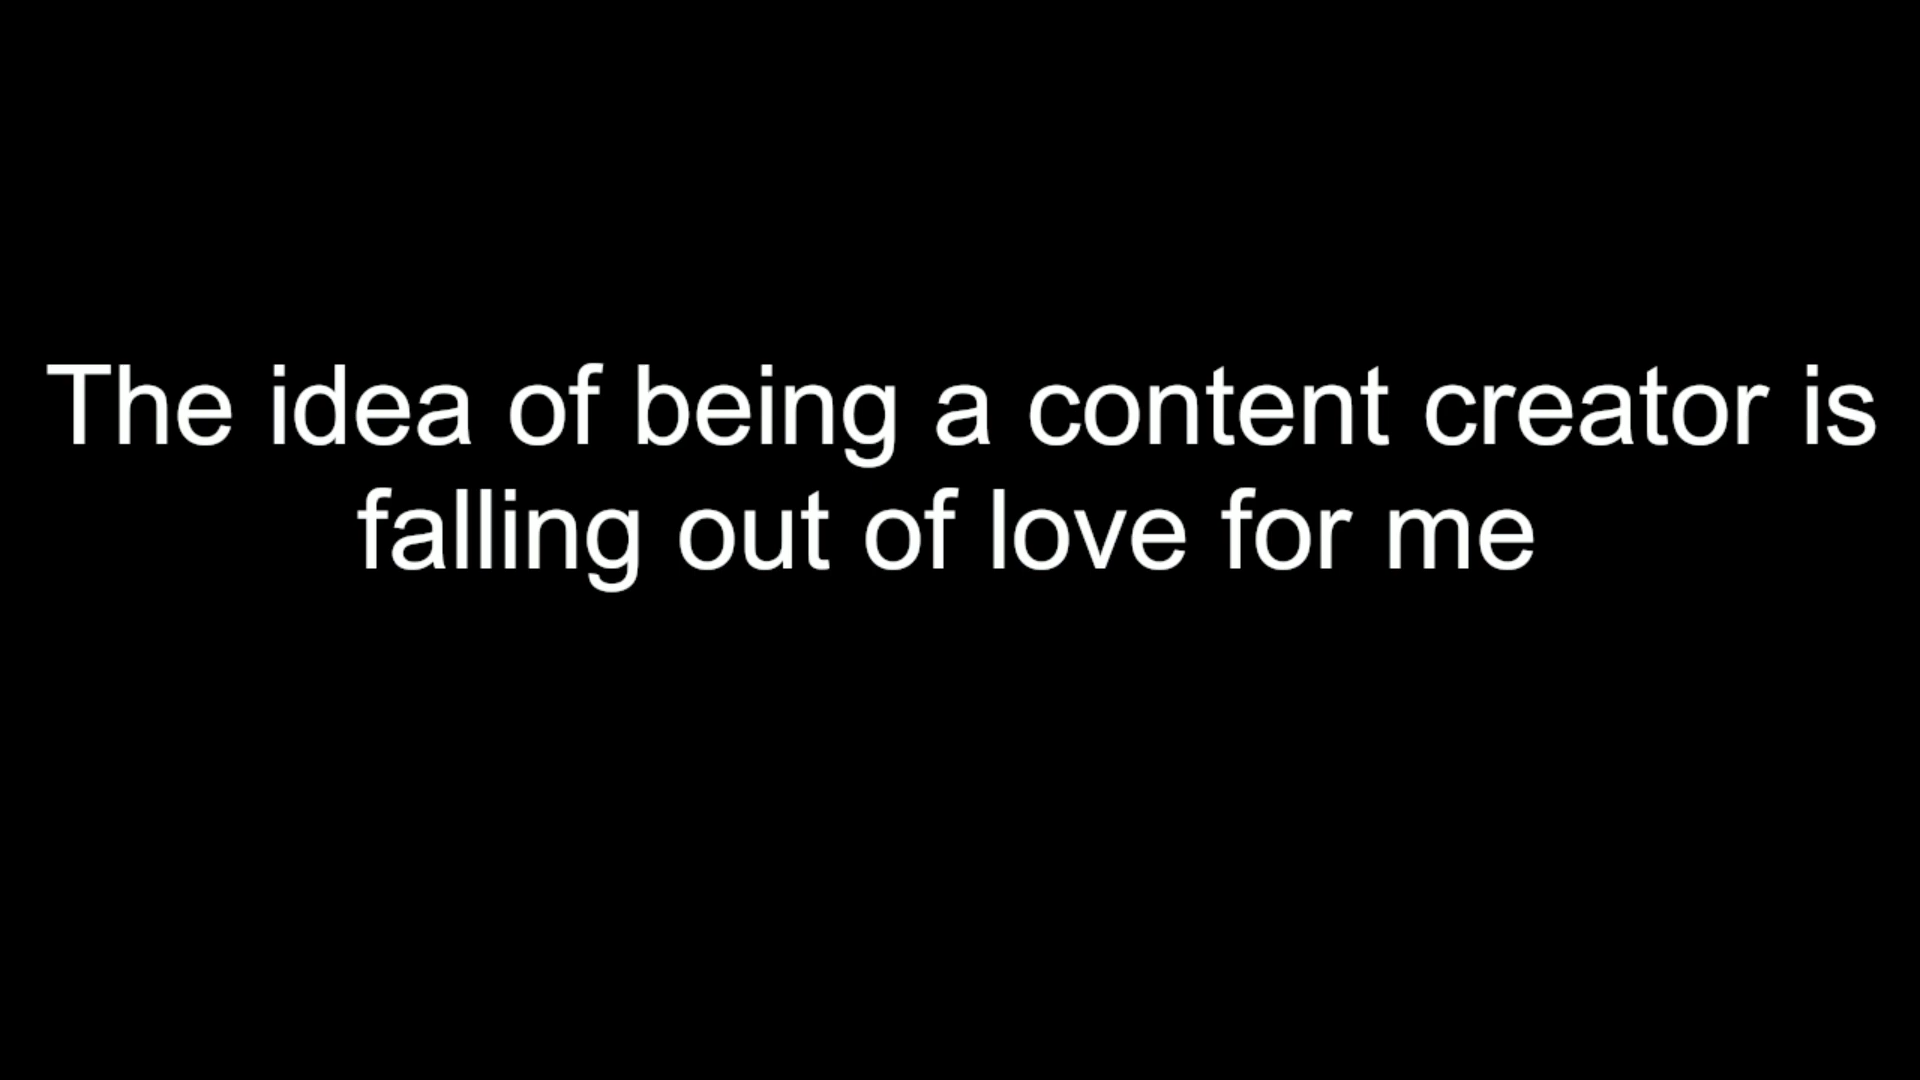 The idea of being a content creator is
falling out of love for me